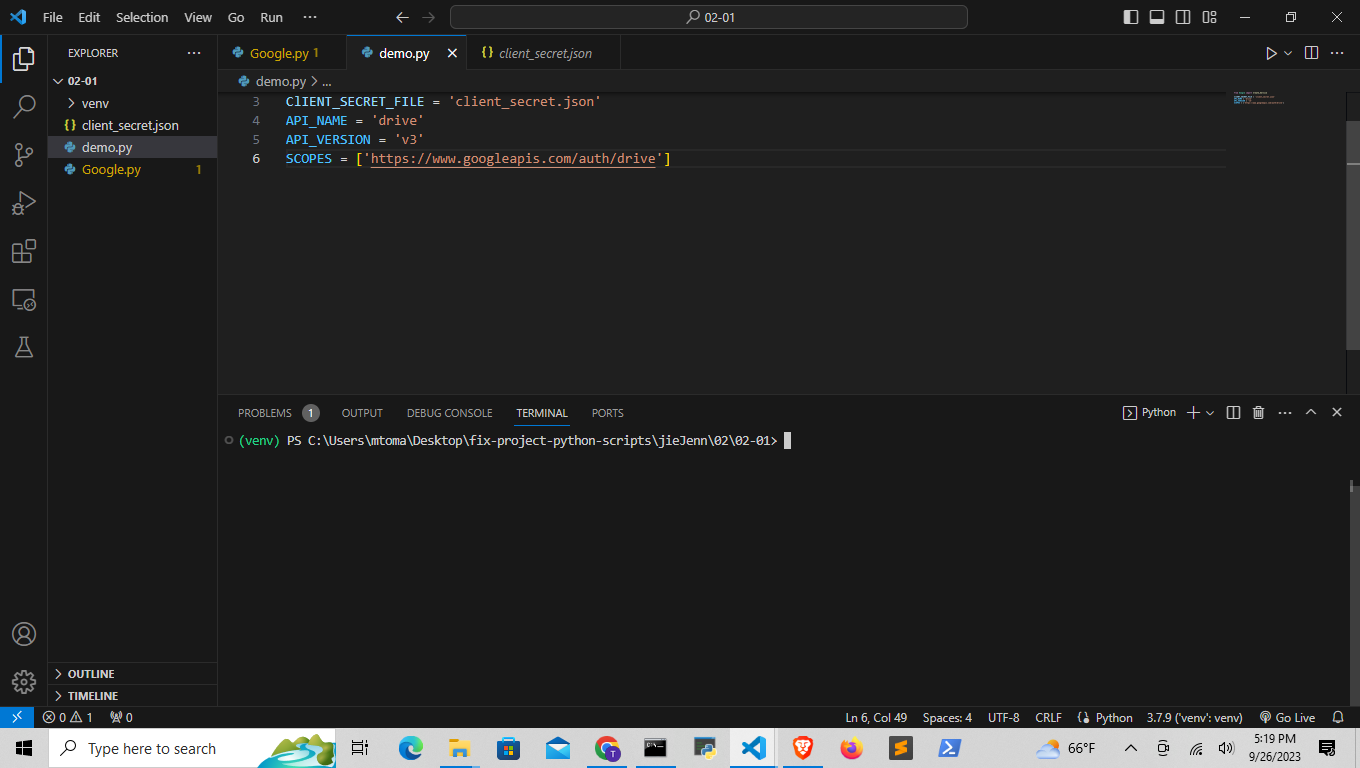 File Edit Selection View Go Run ···
02-01
EXPLORER ···
Google.py 1
demo.py
client_secret.json
02-01
demo.py > ...
venv
client_secret.json
demo.py
Google.py 1
3 ClIENT_SECRET_FILE = 'client_secret.json'
4 API_NAME = 'drive'
5 API_VERSION = 'v3'
6 SCOPES = ['https://www.googleapis.com/auth/drive']
PROBLEMS 1 OUTPUT DEBUG CONSOLE TERMINAL PORTS
Python
(venv) PS C:\Users\mtoma\Desktop\fix-project-python-scripts\jieJenn\02\02-01>
OUTLINE
TIMELINE
0 1 0
Ln 6, Col 49 Spaces: 4 UTF-8 CRLF Python 3.7.9 ('venv': venv) Go Live
Type here to search
66°F
5:19 PM
9/26/2023